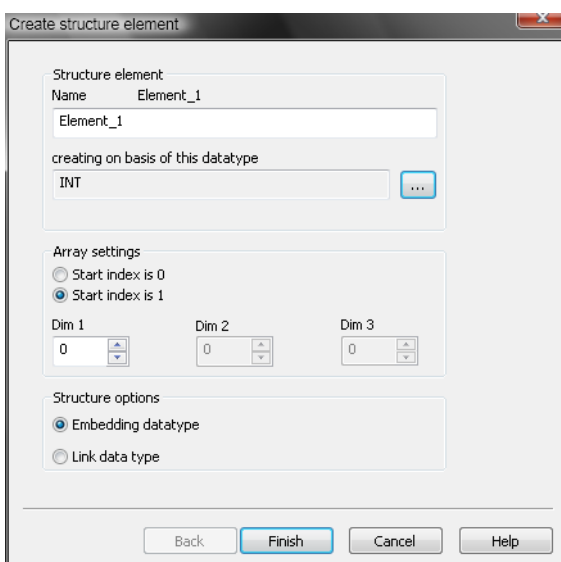 Create structure element
Structure element
Name Element_1
Element_1
creating on basis of this datatype
INT
...
Array settings
Start index is 0
Start index is 1
Dim 1 Dim 2 Dim 3
0 0 0
Structure options
Embedding datatype
Link data type
Back Finish Cancel Help